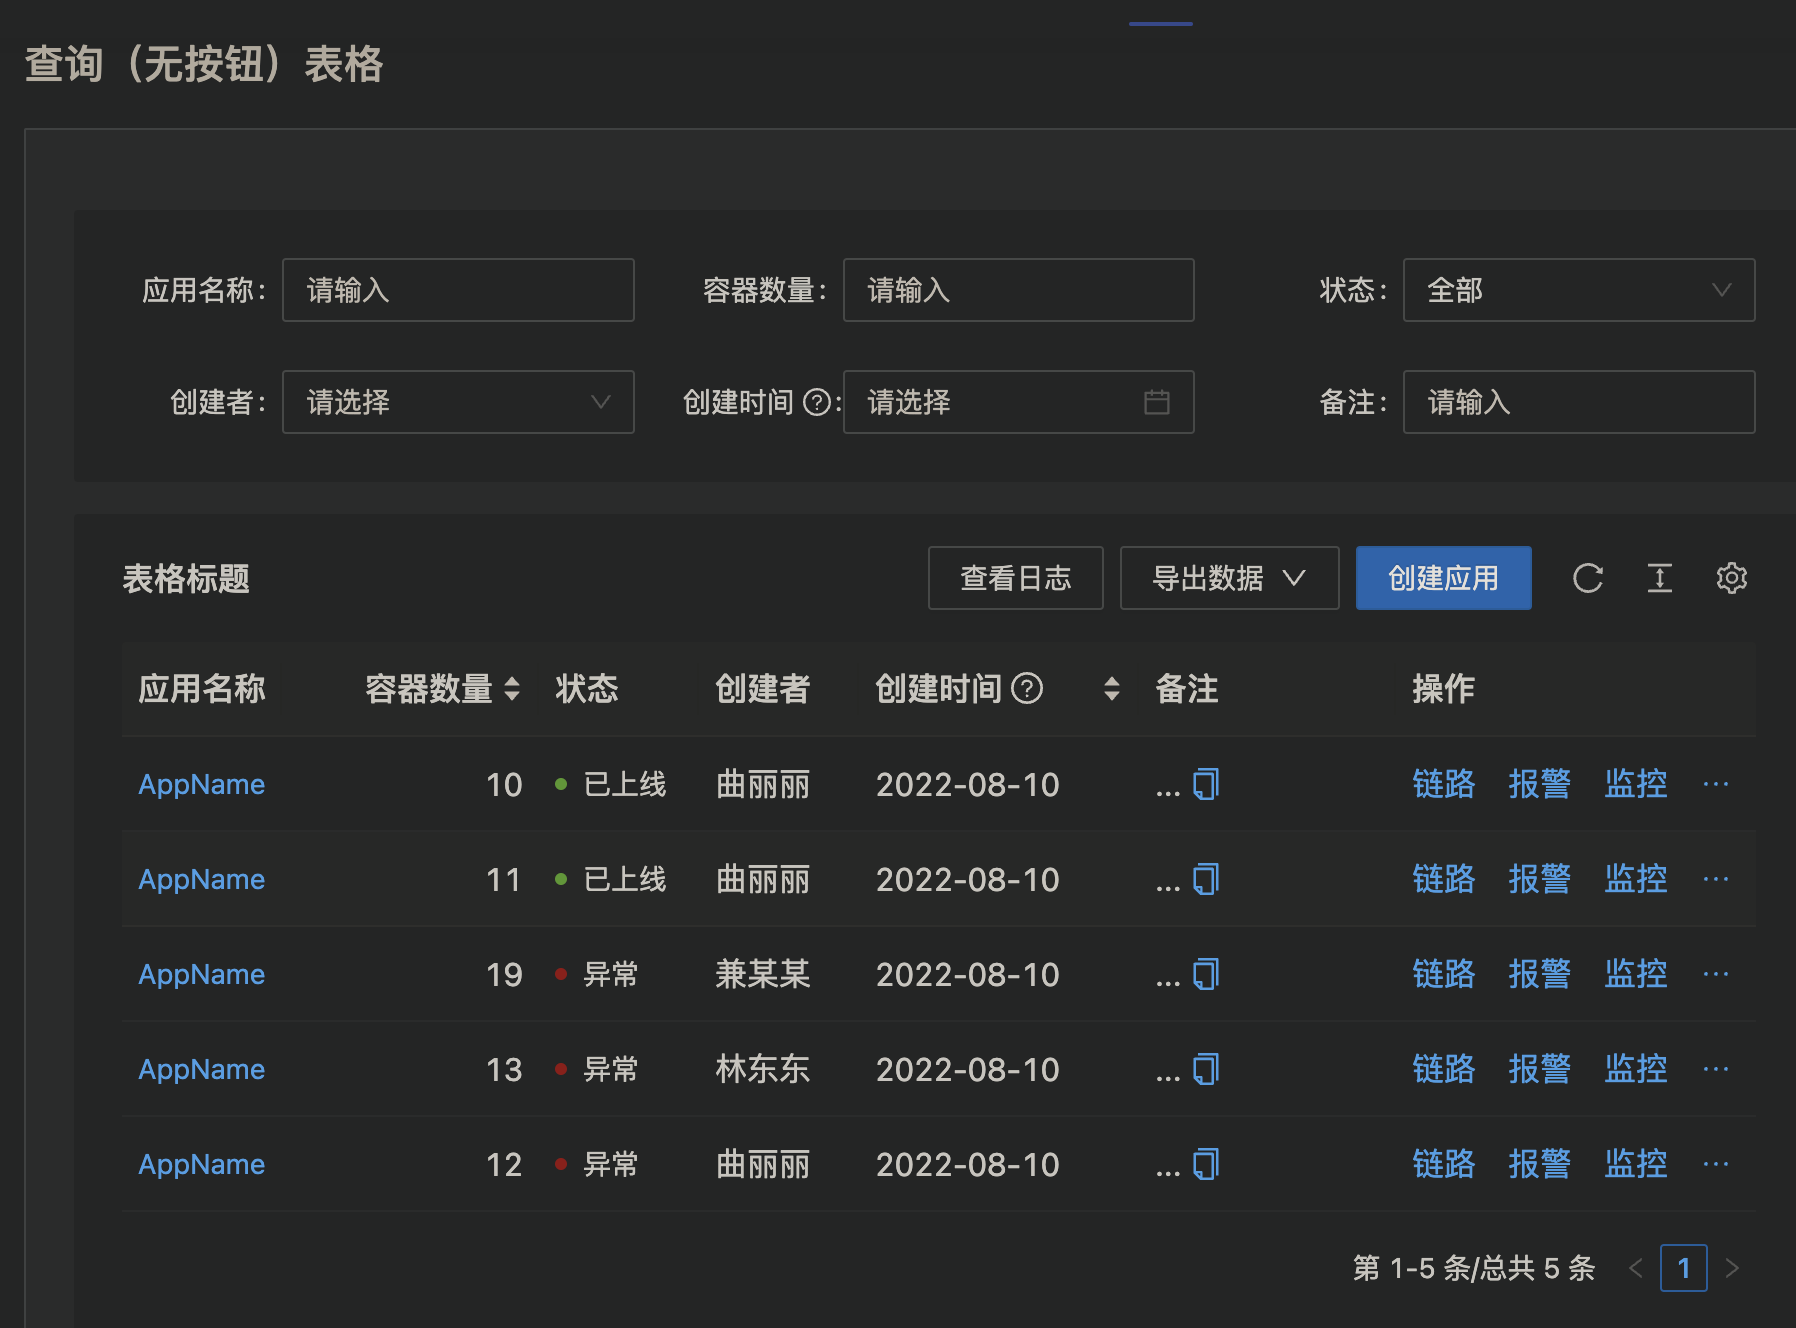 查询（无按钮）表格
应用名称: 请输入 容器数量: 请输入 状态: 全部
创建者: 请选择 创建时间 ?: 请选择 备注: 请输入
表格标题 查看日志 导出数据 创建应用
应用名称 容器数量 状态 创建者 创建时间 ? 备注 操作
AppName 10 已上线 曲丽丽 2022-08-10 ... 链路 报警 监控 ···
AppName 11 已上线 曲丽丽 2022-08-10 ... 链路 报警 监控 ···
AppName 19 异常 兼某某 2022-08-10 ... 链路 报警 监控 ···
AppName 13 异常 林东东 2022-08-10 ... 链路 报警 监控 ···
AppName 12 异常 曲丽丽 2022-08-10 ... 链路 报警 监控 ···
第 1-5 条/总共 5 条 < 1 >